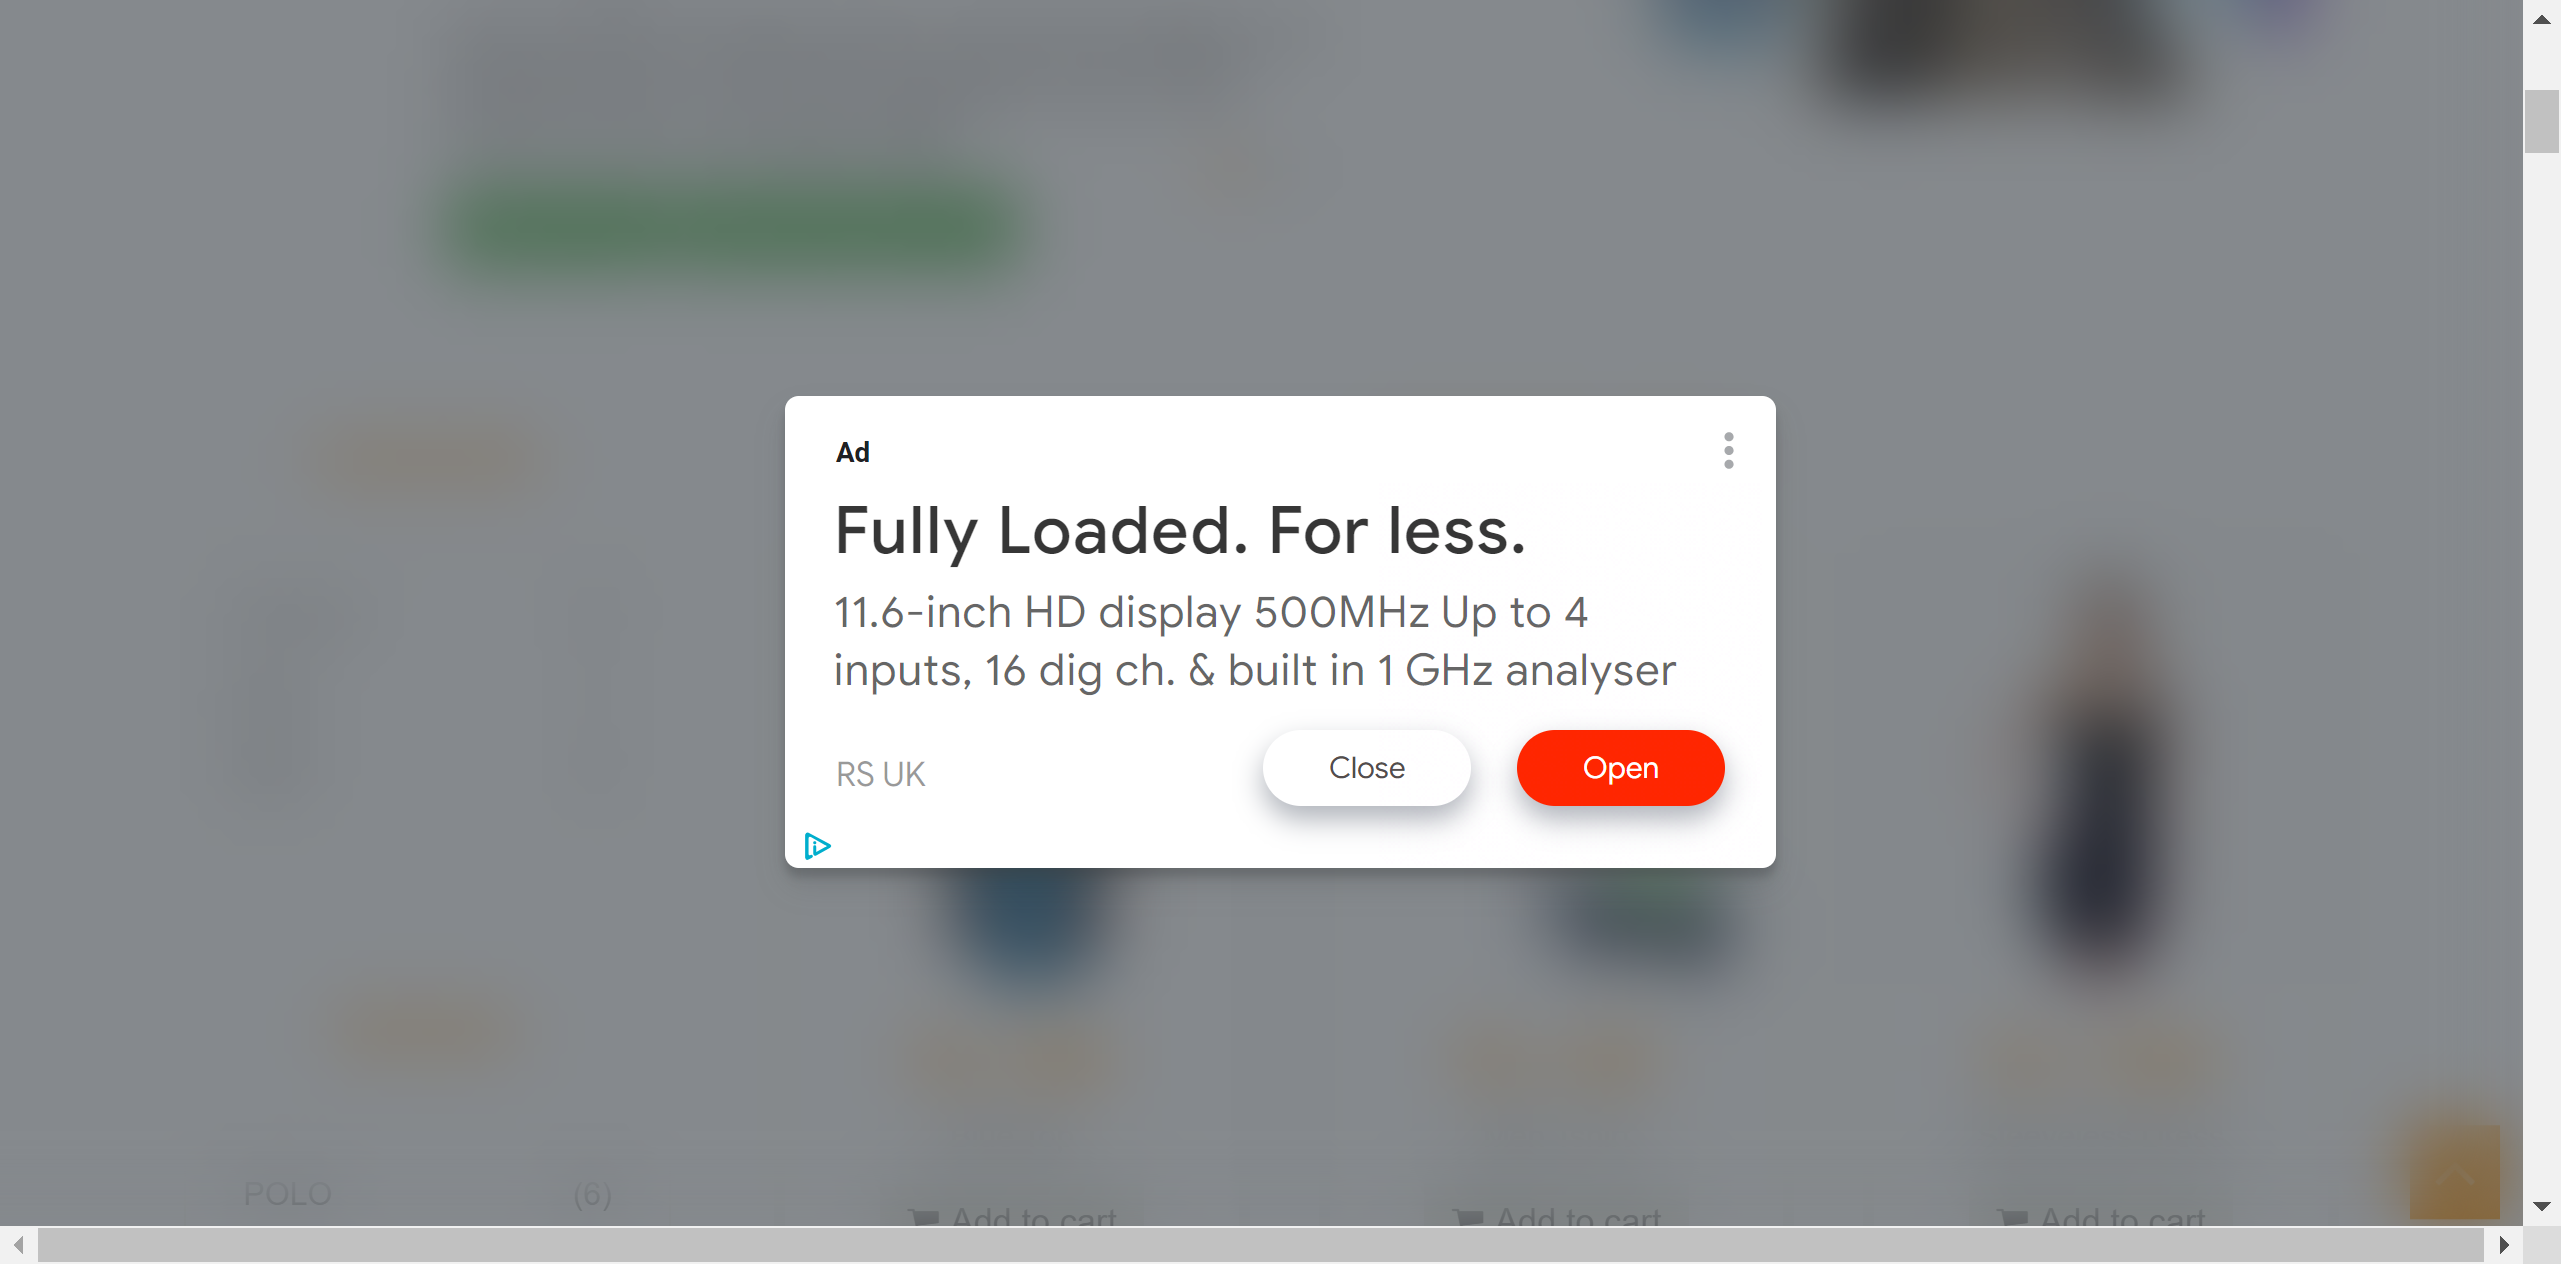 Ad
Fully Loaded. For less.
11.6-inch HD display 500MHz Up to 4
inputs, 16 dig ch. & built in 1 GHz analyser
RS UK
Close
Open
POLO
(6)
Add to cart
Add to cart
Add to cart